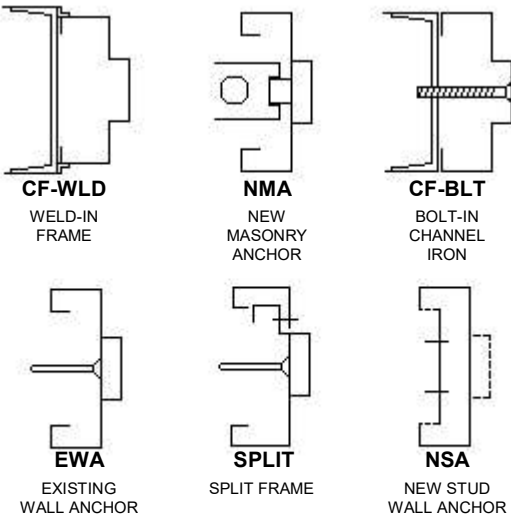 CF-WLD
WELD-IN
FRAME
NMA
NEW
MASONRY
ANCHOR
CF-BLT
BOLT-IN
CHANNEL
IRON
EWA
EXISTING
WALL ANCHOR
SPLIT
SPLIT FRAME
NSA
NEW STUD
WALL ANCHOR